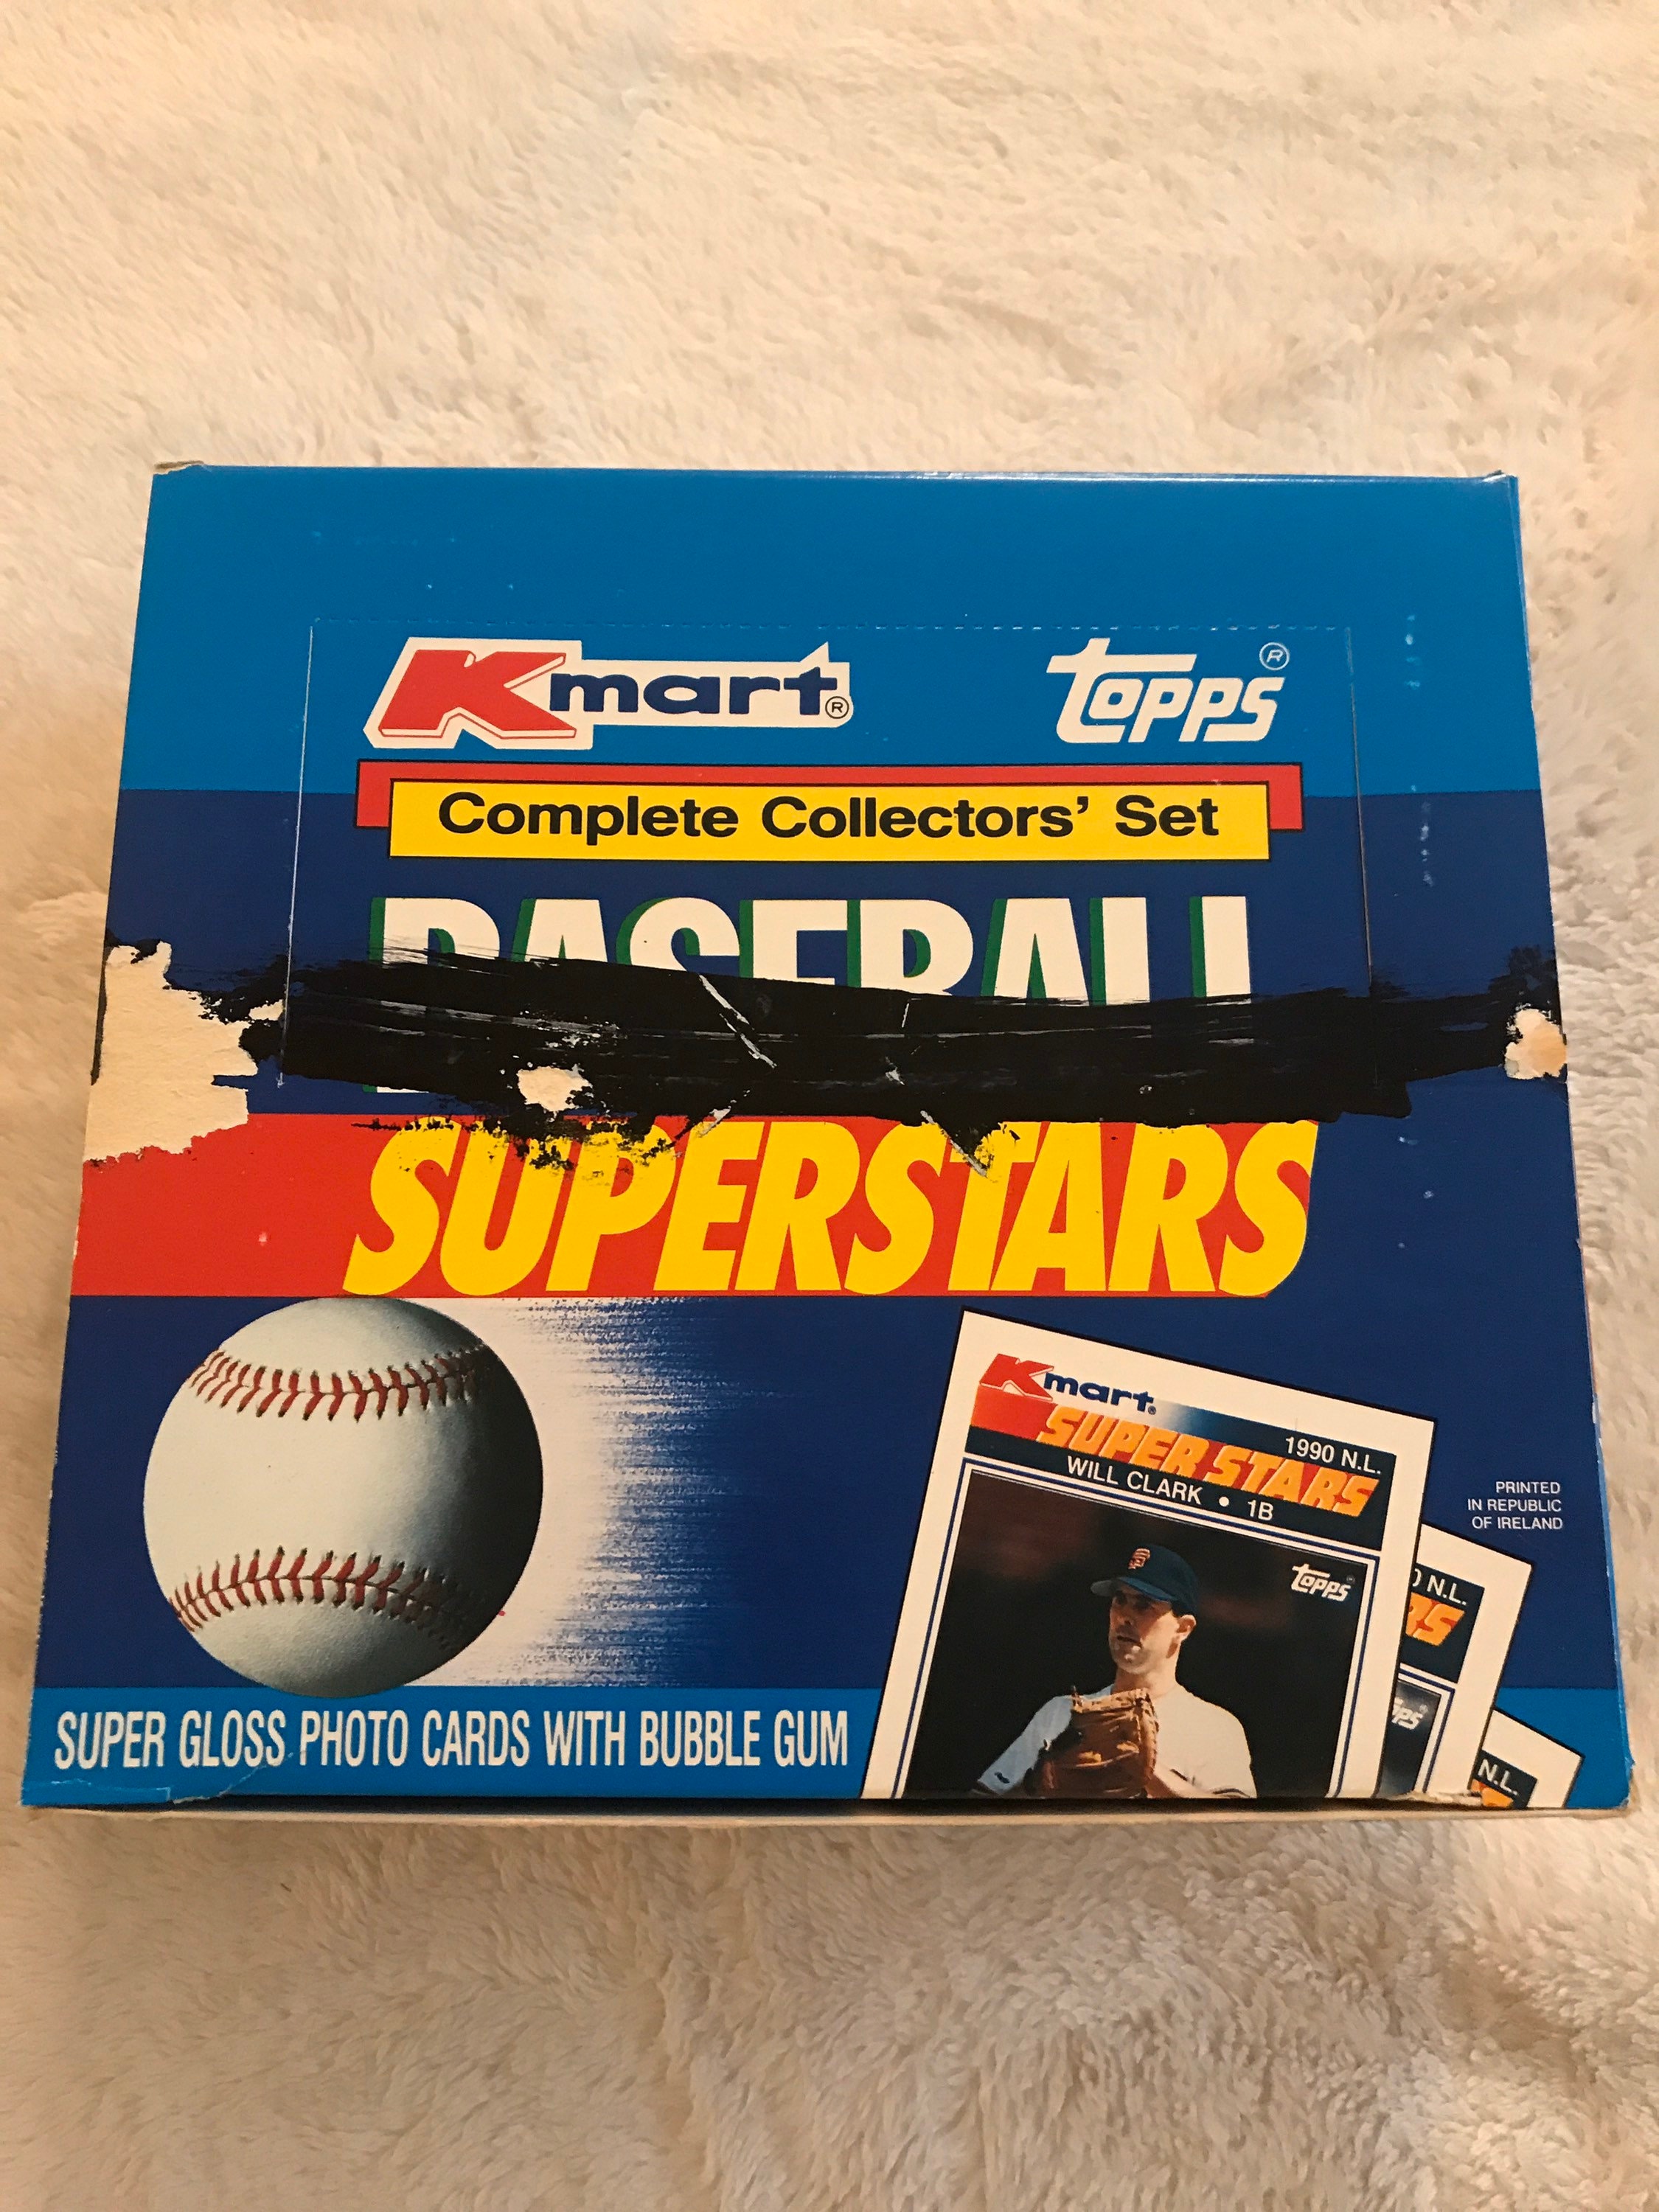 Kmart® Topps®
Complete Collectors' Set
BASEBALL
SUPERSTARS
Kmart®
SUPER STARS
1990 N.L.
WILL CLARK • 1B
Topps
PRINTED
IN REPUBLIC
OF IRELAND
N.L.
N.L.
SUPER GLOSS PHOTO CARDS WITH BUBBLE GUM